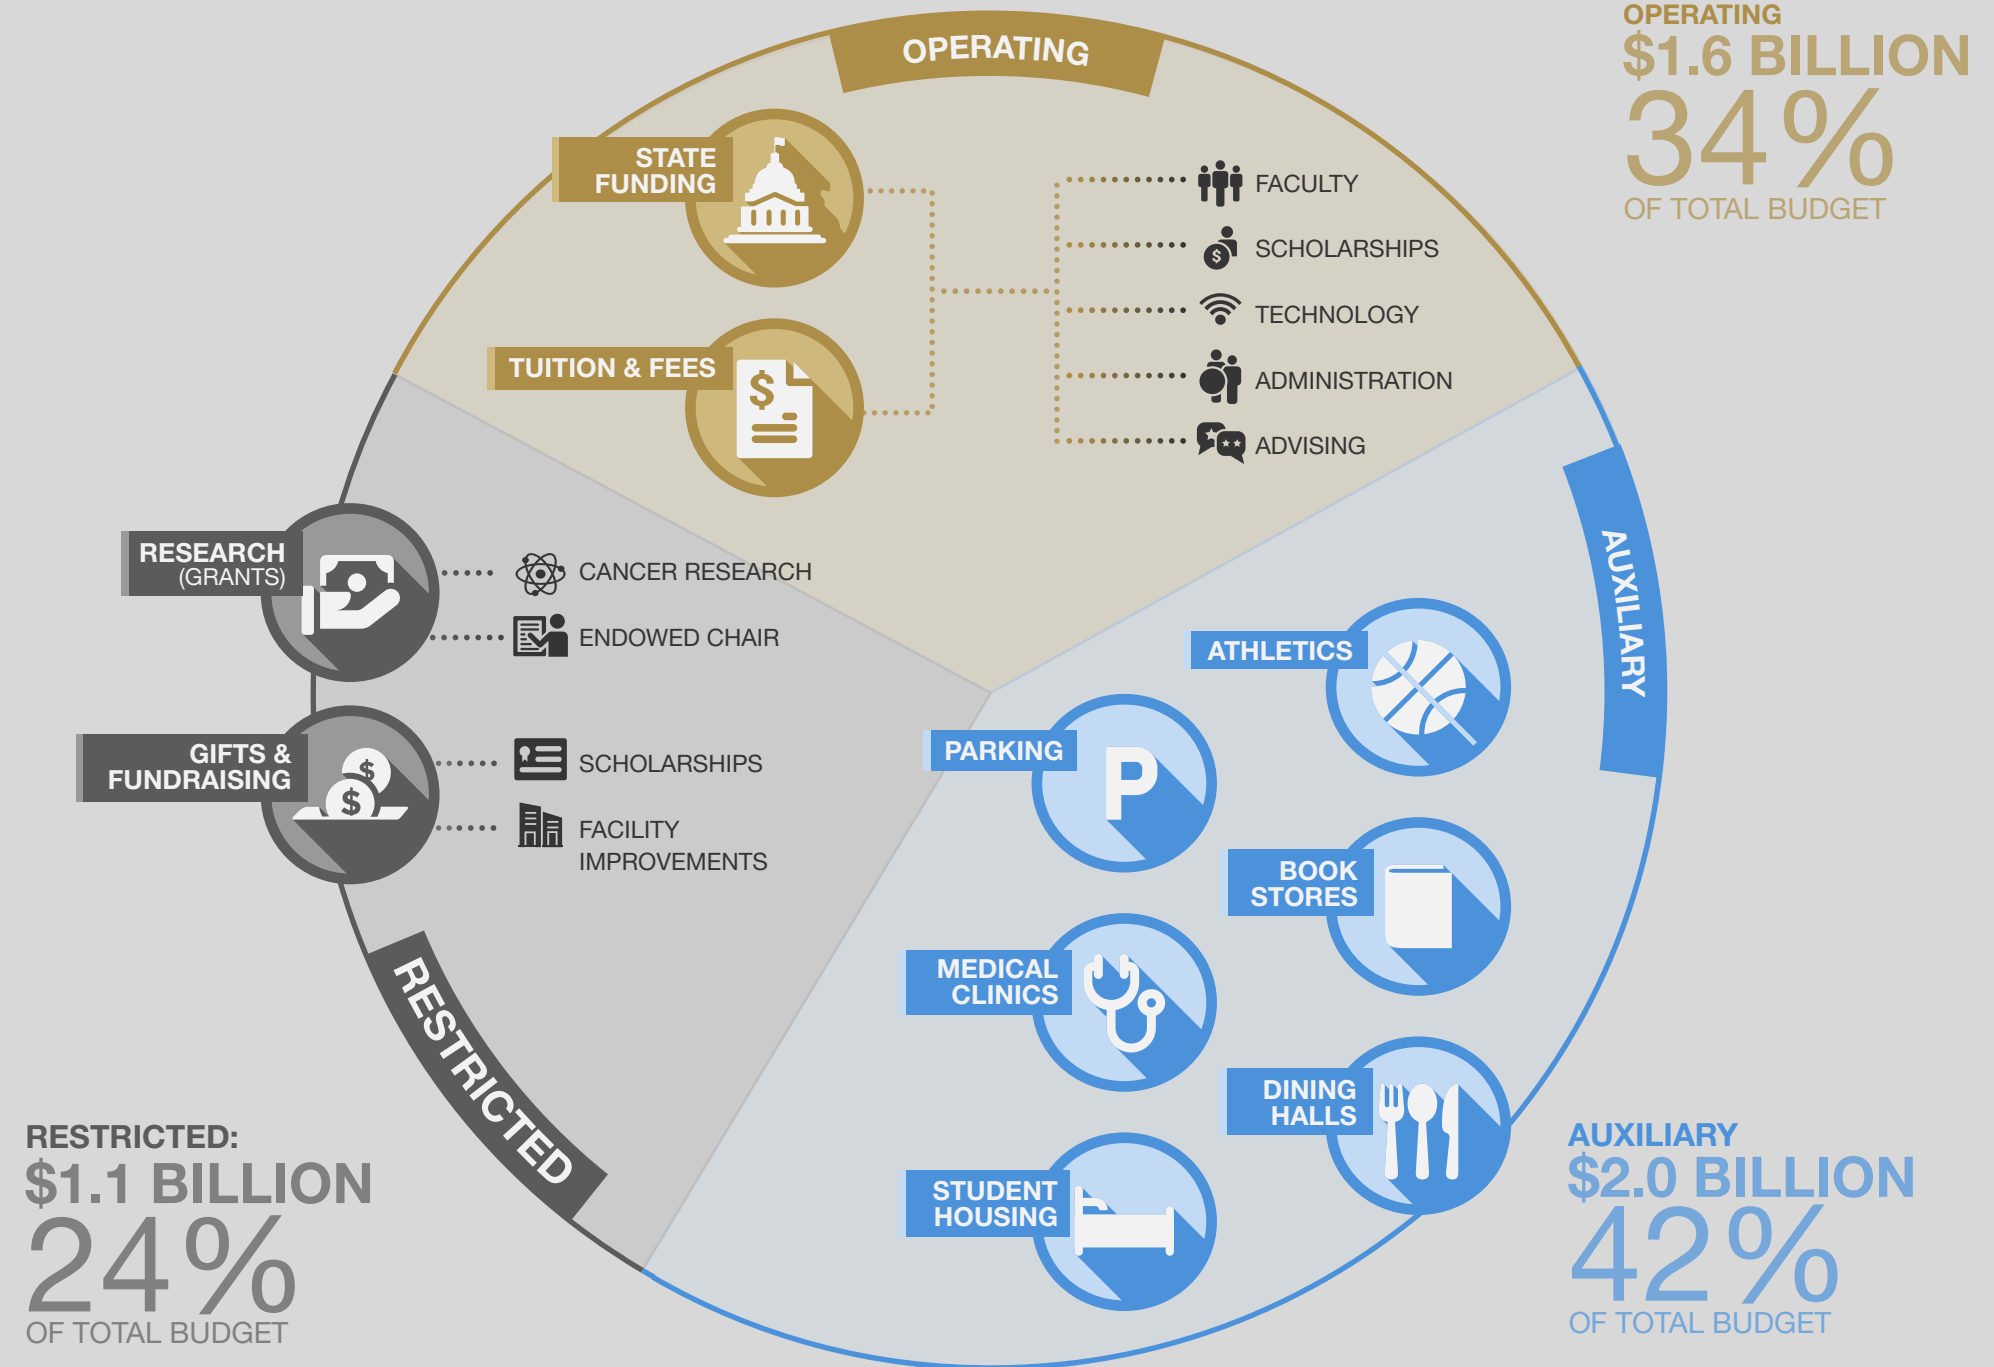 OPERATING
OPERATING
$1.6 BILLION
34%
OF TOTAL BUDGET
STATE
FUNDING
TUITION & FEES
$
FACULTY
$
SCHOLARSHIPS
TECHNOLOGY
ADMINISTRATION
ADVISING
RESEARCH
(GRANTS)
CANCER RESEARCH
ENDOWED CHAIR
GIFTS &
FUNDRAISING
$
$
SCHOLARSHIPS
FACILITY
IMPROVEMENTS
RESTRICTED
RESTRICTED:
$1.1 BILLION
24%
OF TOTAL BUDGET
AUXILIARY
ATHLETICS
PARKING
P
BOOK
STORES
MEDICAL
CLINICS
DINING
HALLS
STUDENT
HOUSING
AUXILIARY
$2.0 BILLION
42%
OF TOTAL BUDGET